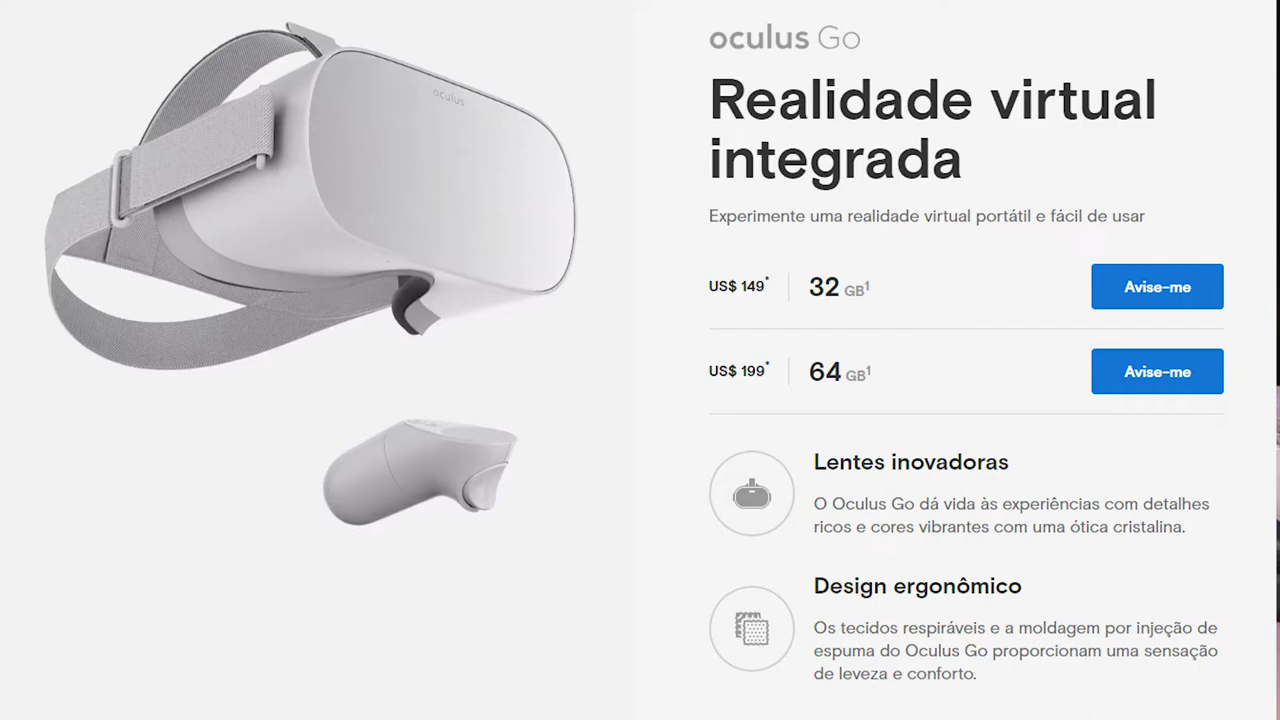 oculus
oculus Go
Realidade virtual
integrada
Experimente uma realidade virtual portátil e fácil de usar
US$ 149* 32 GB¹ Avise-me
US$ 199* 64 GB¹ Avise-me
Lentes inovadoras
O Oculus Go dá vida às experiências com detalhes
ricos e cores vibrantes com uma ótica cristalina.
Design ergonômico
Os tecidos respiráveis e a moldagem por injeção de
espuma do Oculus Go proporcionam uma sensação
de leveza e conforto.